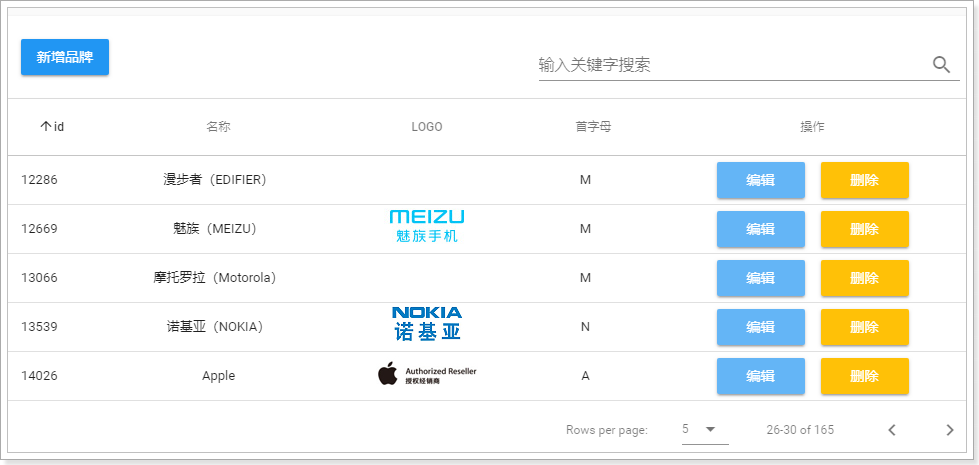 新增品牌
输入关键字搜索
id 名称 LOGO 首字母 操作
12286 漫步者（EDIFIER） M 编辑 删除
12669 魅族（MEIZU） MEIZU 魅族手机 M 编辑 删除
13066 摩托罗拉（Motorola） M 编辑 删除
13539 诺基亚（NOKIA） NOKIA 诺基亚 N 编辑 删除
14026 Apple Authorized Reseller 授权经销商 A 编辑 删除
Rows per page: 5 26-30 of 165